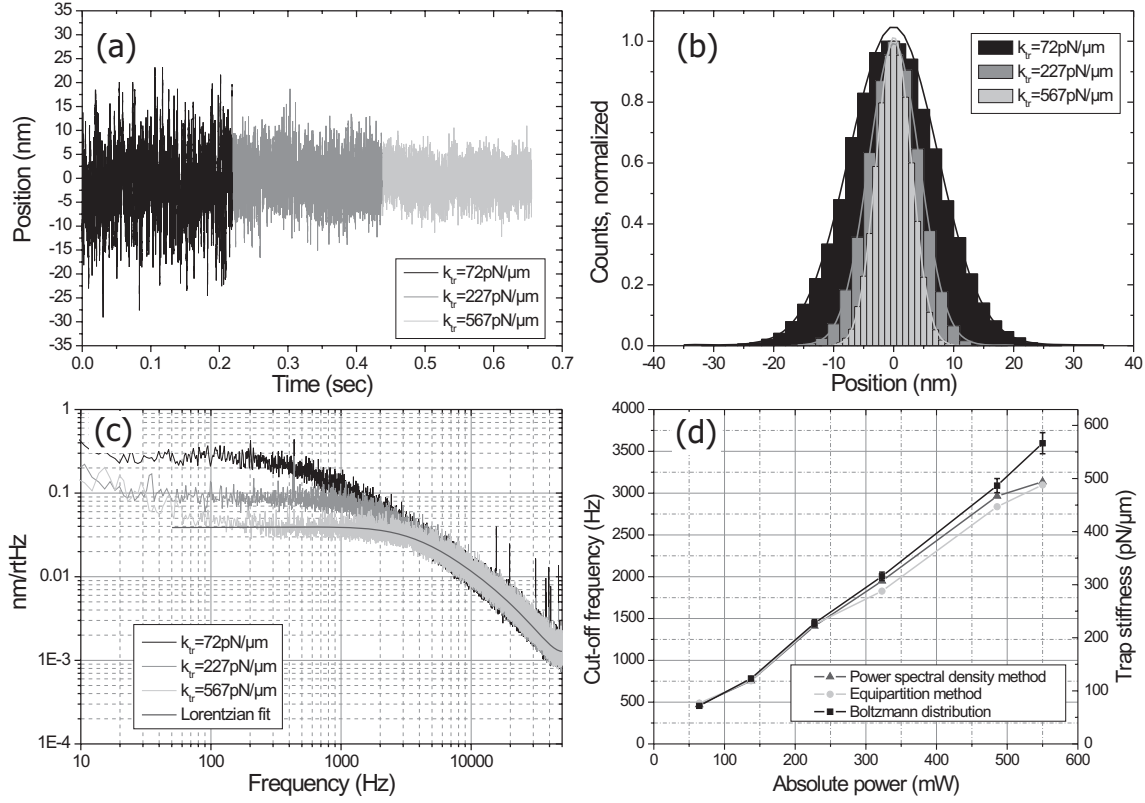 (a)
35
30
25
20
15
10
5
0
-5
-10
-15
-20
-25
30
35
Position (nm)
k_tr=72pN/µm
k_tr=227pN/µm
k_tr=567pN/µm
0.0 0.1 0.2 0.3 0.4 0.5 0.6 0.7
Time (sec)
(b)
1.0
0.8
0.6
0.4
0.2
0.0
Counts, normalized
k_tr=72pN/µm
k_tr=227pN/µm
k_tr=567pN/µm
-40 -30 -20 -10 0 10 20 30 40
Position (nm)
(c)
1
0.1
0.01
1E-3
1E-4
nm/rtHz
k_tr=72pN/µm
k_tr=227pN/µm
k_tr=567pN/µm
Lorentzian fit
10 100 1000 10000
Frequency (Hz)
(d)
4000
3500
3000
2500
2000
1500
1000
500
0
Cut-off frequency (Hz)
600
500
400
300
200
100
0
Trap stiffness (pN/µm)
Power spectral density method
Equipartition method
Boltzmann distribution
0 100 200 300 400 500 600
Absolute power (mW)